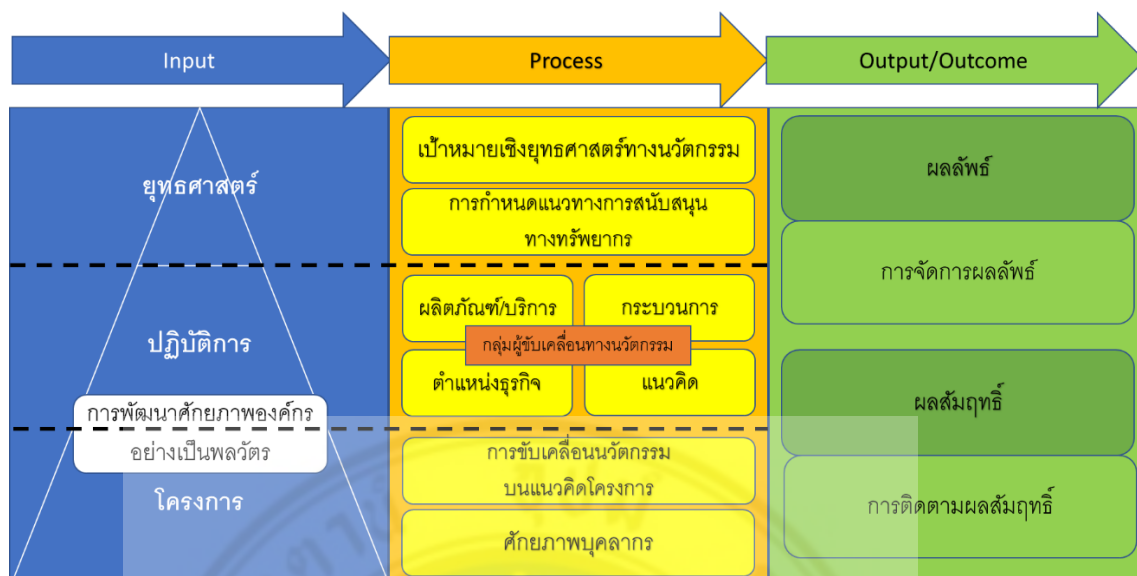 Input
Process
Output/Outcome
ยุทธศาสตร์
ปฏิบัติการ
การพัฒนาศักยภาพองค์กร
อย่างเป็นพลวัตร
โครงการ
เป้าหมายเชิงยุทธศาสตร์ทางนวัตกรรม
การกำหนดแนวทางการสนับสนุน
ทางทรัพยากร
ผลิตภัณฑ์/บริการ
กระบวนการ
กลุ่มผู้ขับเคลื่อนทางนวัตกรรม
ตำแหน่งธุรกิจ
แนวคิด
การขับเคลื่อนนวัตกรรม
บนแนวคิดโครงการ
ศักยภาพบุคลากร
ผลลัพธ์
การจัดการผลลัพธ์
ผลสัมฤทธิ์
การติดตามผลสัมฤทธิ์